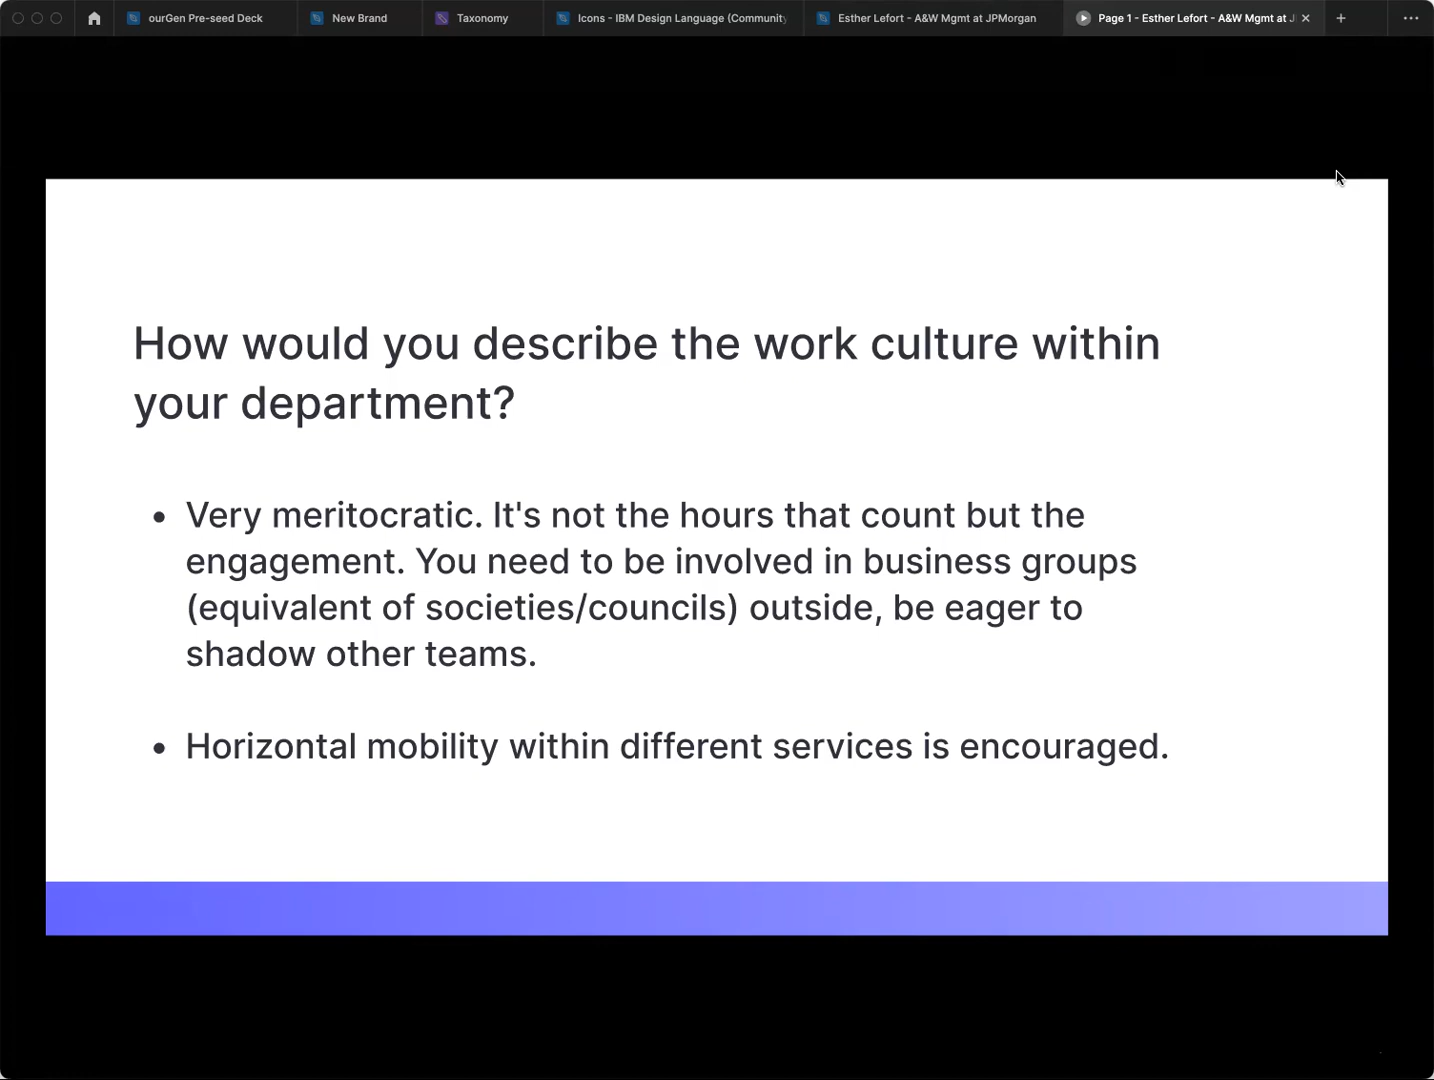 ourGen Pre-seed Deck
New Brand
Taxonomy
Icons - IBM Design Language (Community
Esther Lefort - A&W Mgmt at JPMorgan
Page 1 - Esther Lefort - A&W Mgmt at J
How would you describe the work culture within
your department?
• Very meritocratic. It's not the hours that count but the
engagement. You need to be involved in business groups
(equivalent of societies/councils) outside, be eager to
shadow other teams.
• Horizontal mobility within different services is encouraged.